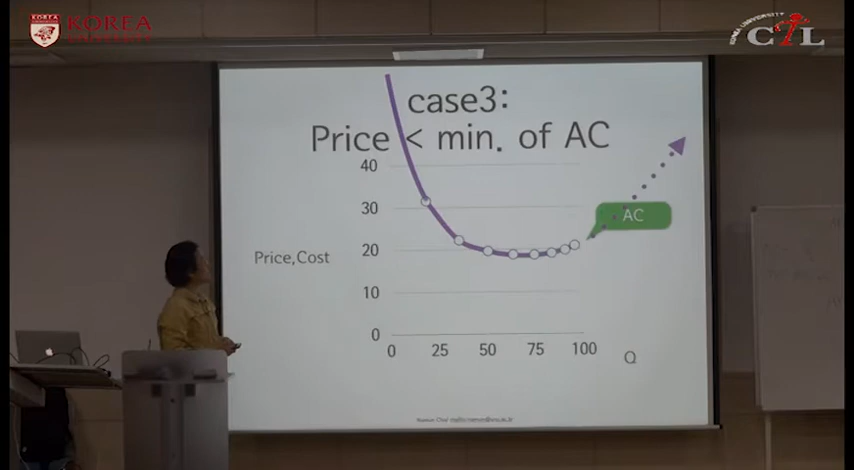 KOREA
CTL
case3:
Price < min. of AC
40
30
20
10
0
Price,Cost
AC
0 25 50 75 100
Q